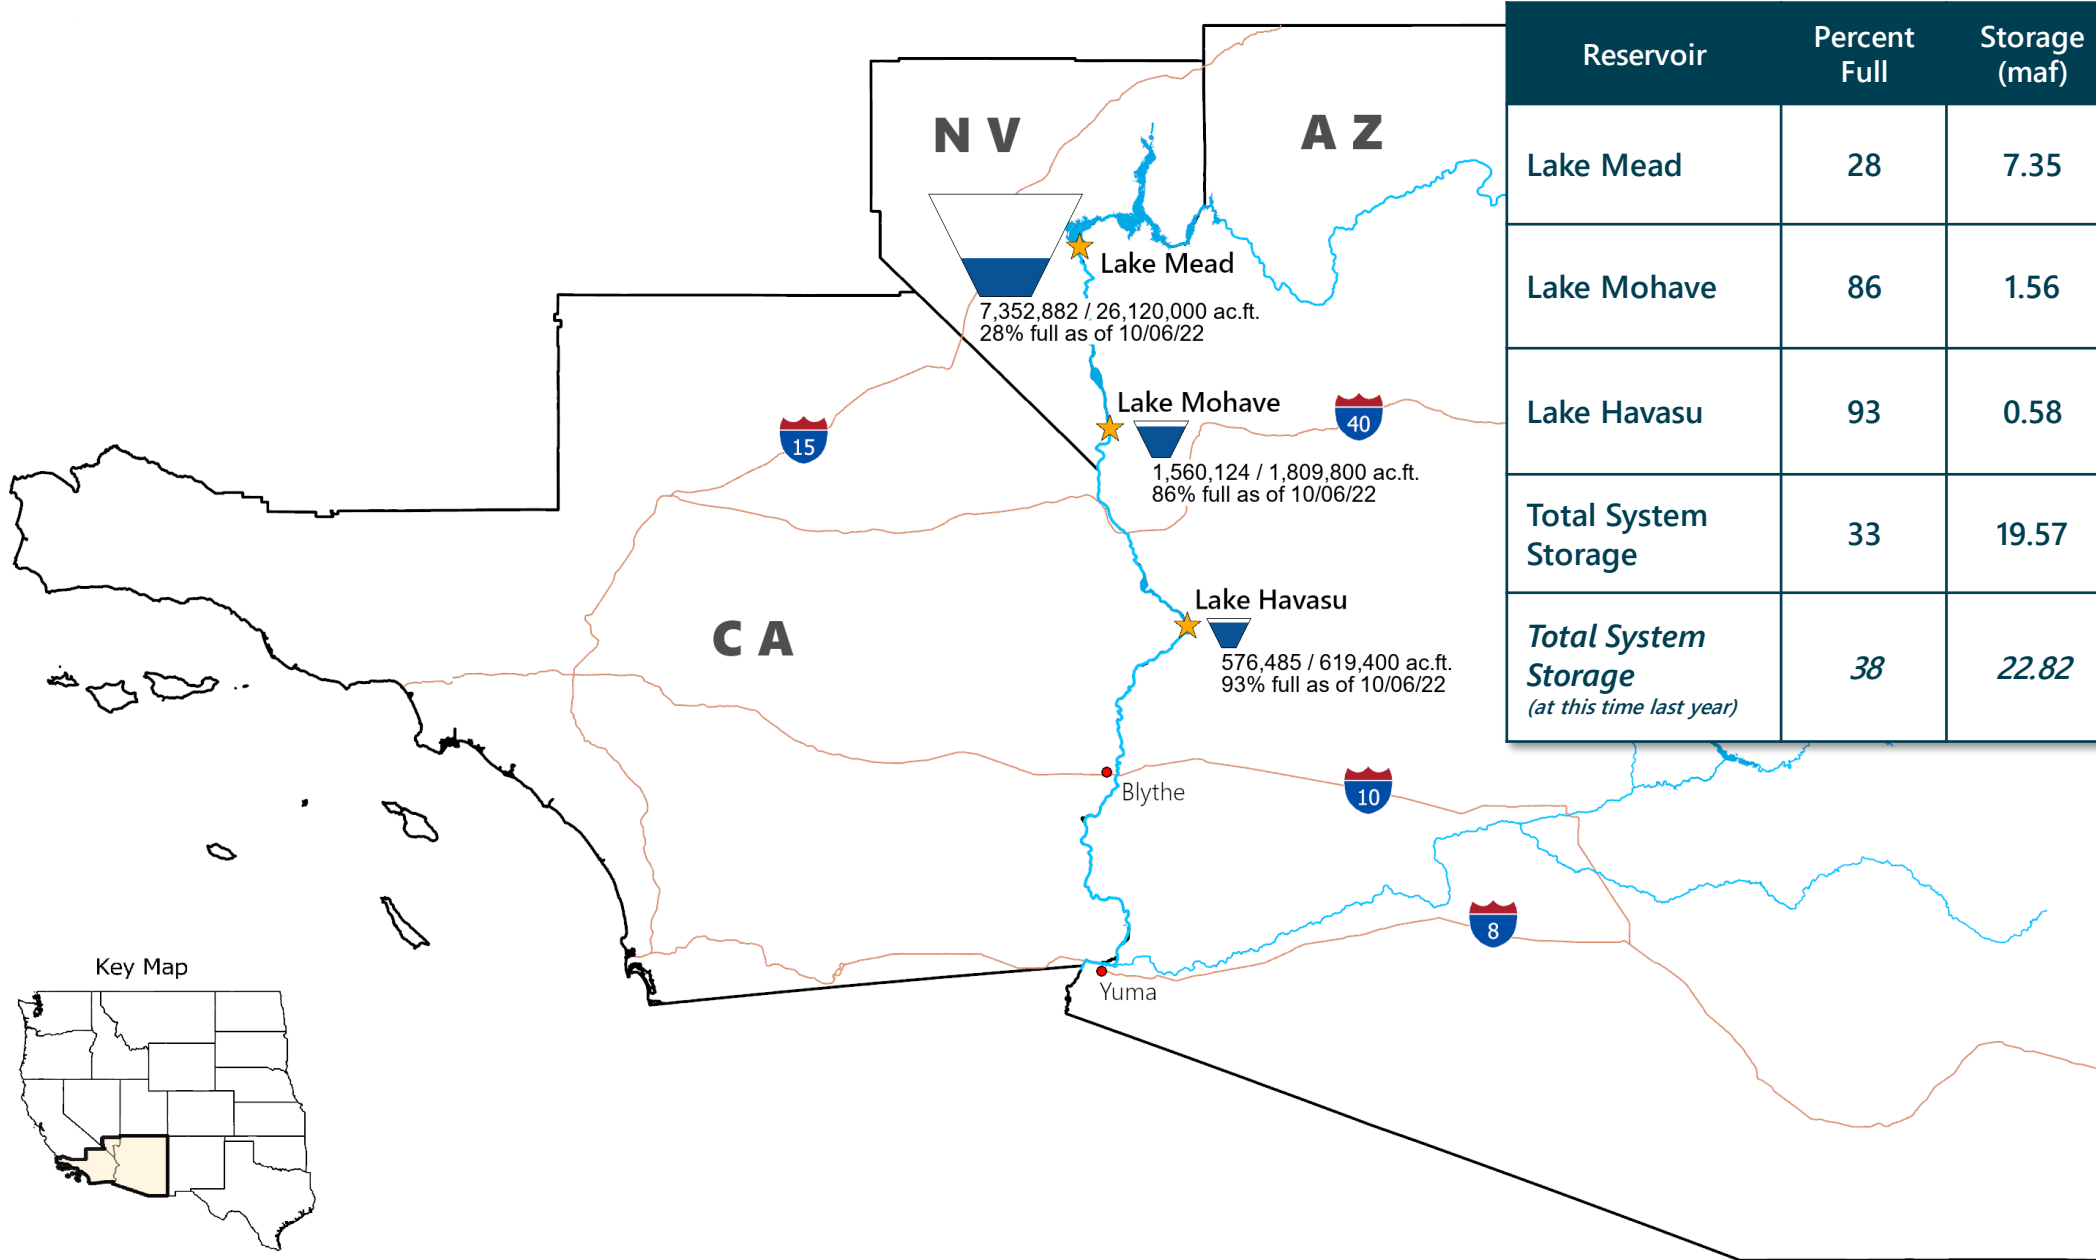 N V
A Z
Lake Mead
7,352,882 / 26,120,000 ac.ft.
28% full as of 10/06/22
Lake Mohave
1,560,124 / 1,809,800 ac.ft.
86% full as of 10/06/22
15
40
Lake Havasu
576,485 / 619,400 ac.ft.
93% full as of 10/06/22
C A
Blythe
10
8
Yuma
Key Map
Reservoir Percent Full Storage (maf)
Lake Mead 28 7.35
Lake Mohave 86 1.56
Lake Havasu 93 0.58
Total System Storage 33 19.57
Total System Storage (at this time last year) 38 22.82